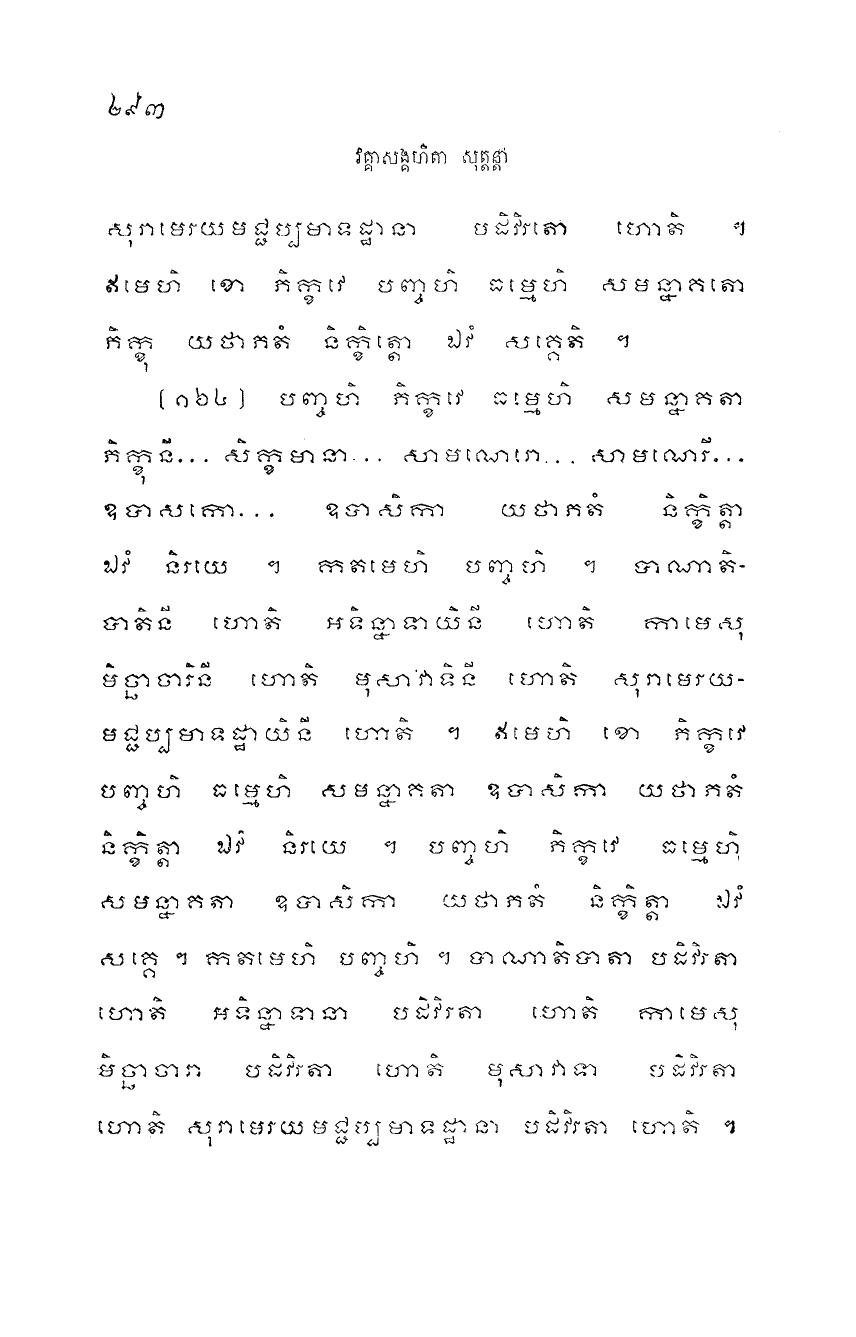 ២៩៣
វគ្គាសង្គហិតា សុត្តន្តា
សុរាមេរយមជ្ជប្បមាទដ្ឋានា បដិវិរតោ ហោតិ ។
ឥមេហិ ខោ ភិក្ខវេ បញ្ចហិ ធម្មេហិ សមន្នាគតោ
ភិក្ខុ យថាភតំ និក្ខិត្តោ ឯវំ សគ្គេតិ ។
(១៦៤) បញ្ចហិ ភិក្ខវេ ធម្មេហិ សមន្នាគតា
ភិក្ខុនី... សិក្ខមានា... សាមណេរោ... សាមណេរី...
ឧបាសកោ... ឧបាសិកា យថាភតំ និក្ខិត្តា
ឯវំ និរយេ ។ កតមេហិ បញ្ចហិ ។ បាណាតិ-
បាតិនី ហោតិ អទិន្នាទាយិនី ហោតិ កាមេសុ
មិច្ឆាចារិនី ហោតិ មុសាវាទិនី ហោតិ សុរាមេរយ-
មជ្ជប្បមាទដ្ឋាយិនី ហោតិ ។ ឥមេហិ ខោ ភិក្ខវេ
បញ្ចហិ ធម្មេហិ សមន្នាគតា ឧបាសិកា យថាភតំ
និក្ខិត្តា ឯវំ និរយេ ។ បញ្ចហិ ភិក្ខវេ ធម្មេហិ
សមន្នាគតា ឧបាសិកា យថាភតំ និក្ខិត្តា ឯវំ
សគ្គេ ។ កតមេហិ បញ្ចហិ ។ បាណាតិបាតា បដិវិរតា
ហោតិ អទិន្នាទានា បដិវិរតា ហោតិ កាមេសុ
មិច្ឆាចារា បដិវិរតា ហោតិ មុសាវាទា បដិវិរតា
ហោតិ សុរាមេរយមជ្ជប្បមាទដ្ឋានា បដិវិរតា ហោតិ ។